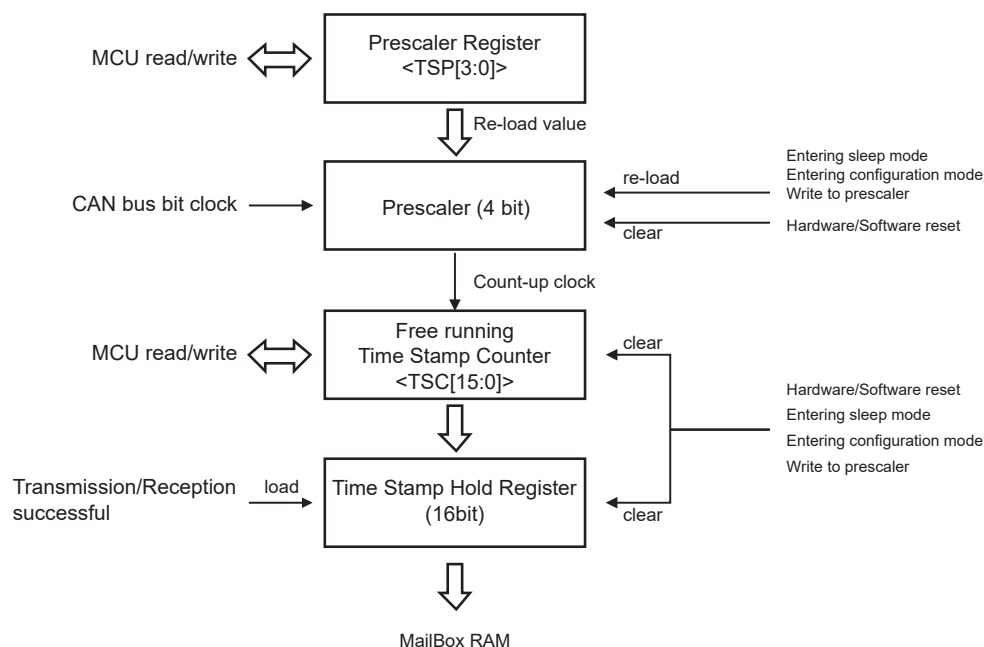 Prescaler Register
<TSP[3:0]>
MCU read/write
Re-load value
Prescaler (4 bit)
CAN bus bit clock
re-load
Entering sleep mode
Entering configuration mode
Write to prescaler
clear
Hardware/Software reset
Count-up clock
Free running
Time Stamp Counter
<TSC[15:0]>
MCU read/write
clear
Hardware/Software reset
Entering sleep mode
Entering configuration mode
Write to prescaler
Time Stamp Hold Register
(16bit)
Transmission/Reception
successful
load
clear
MailBox RAM